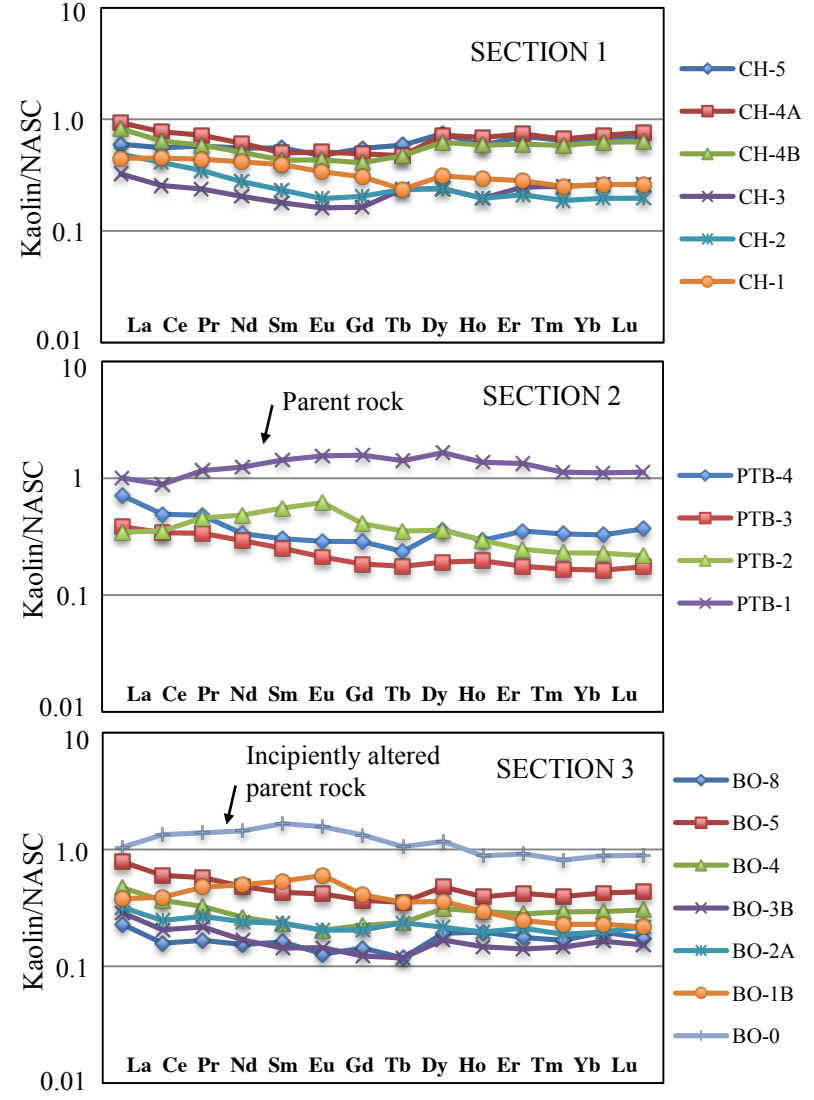 10
SECTION 1
1.0
Kaolin/NASC
0.1
La Ce Pr Nd Sm Eu Gd Tb Dy Ho Er Tm Yb Lu
0.01
CH-5
CH-4A
CH-4B
CH-3
CH-2
CH-1
10
Parent rock
SECTION 2
1
Kaolin/NASC
0.1
La Ce Pr Nd Sm Eu Gd Tb Dy Ho Er Tm Yb Lu
0.01
PTB-4
PTB-3
PTB-2
PTB-1
10
Incipiently altered
parent rock
SECTION 3
1.0
Kaolin/NASC
0.1
La Ce Pr Nd Sm Eu Gd Tb Dy Ho Er Tm Yb Lu
0.01
BO-8
BO-5
BO-4
BO-3B
BO-2A
BO-1B
BO-0